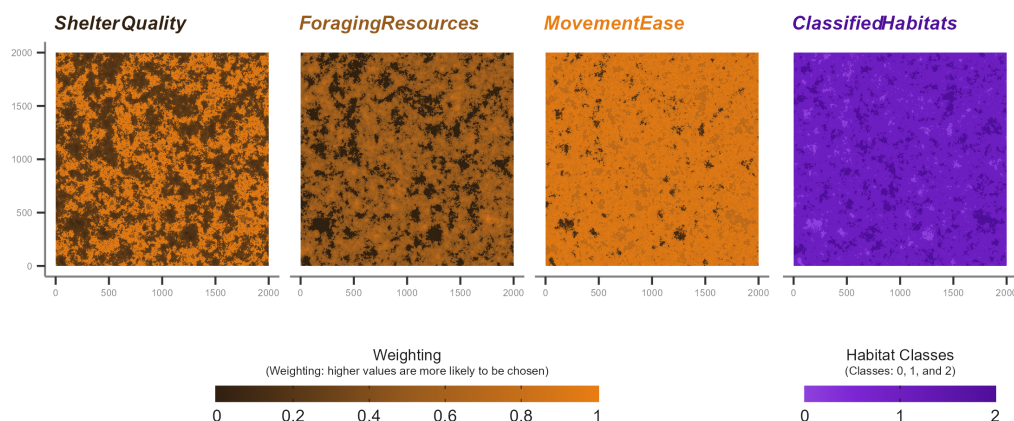 ShelterQuality
ForagingResources
MovementEase
ClassifiedHabitats
2000
1500
1000
500
0
0 500 1000 1500 2000
0 500 1000 1500 2000
0 500 1000 1500 2000
0 500 1000 1500 2000
Weighting
(Weighting: higher values are more likely to be chosen)
0 0.2 0.4 0.6 0.8 1
Habitat Classes
(Classes: 0, 1, and 2)
0 1 2